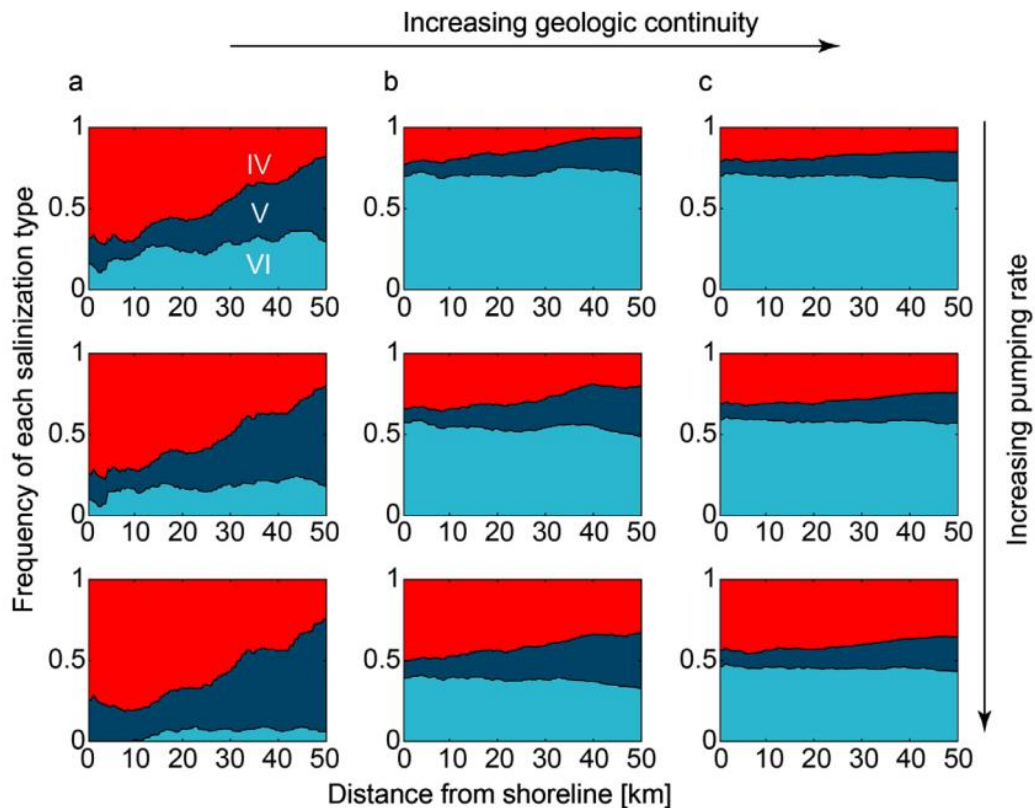 Increasing geologic continuity
a
b
c
Frequency of each salinization type
Increasing pumping rate
1
0.5
0
IV
V
VI
0 10 20 30 40 50
1
0.5
0
0 10 20 30 40 50
1
0.5
0
0 10 20 30 40 50
1
0.5
0
0 10 20 30 40 50
1
0.5
0
0 10 20 30 40 50
1
0.5
0
0 10 20 30 40 50
1
0.5
0
0 10 20 30 40 50
1
0.5
0
0 10 20 30 40 50
1
0.5
0
0 10 20 30 40 50
Distance from shoreline [km]